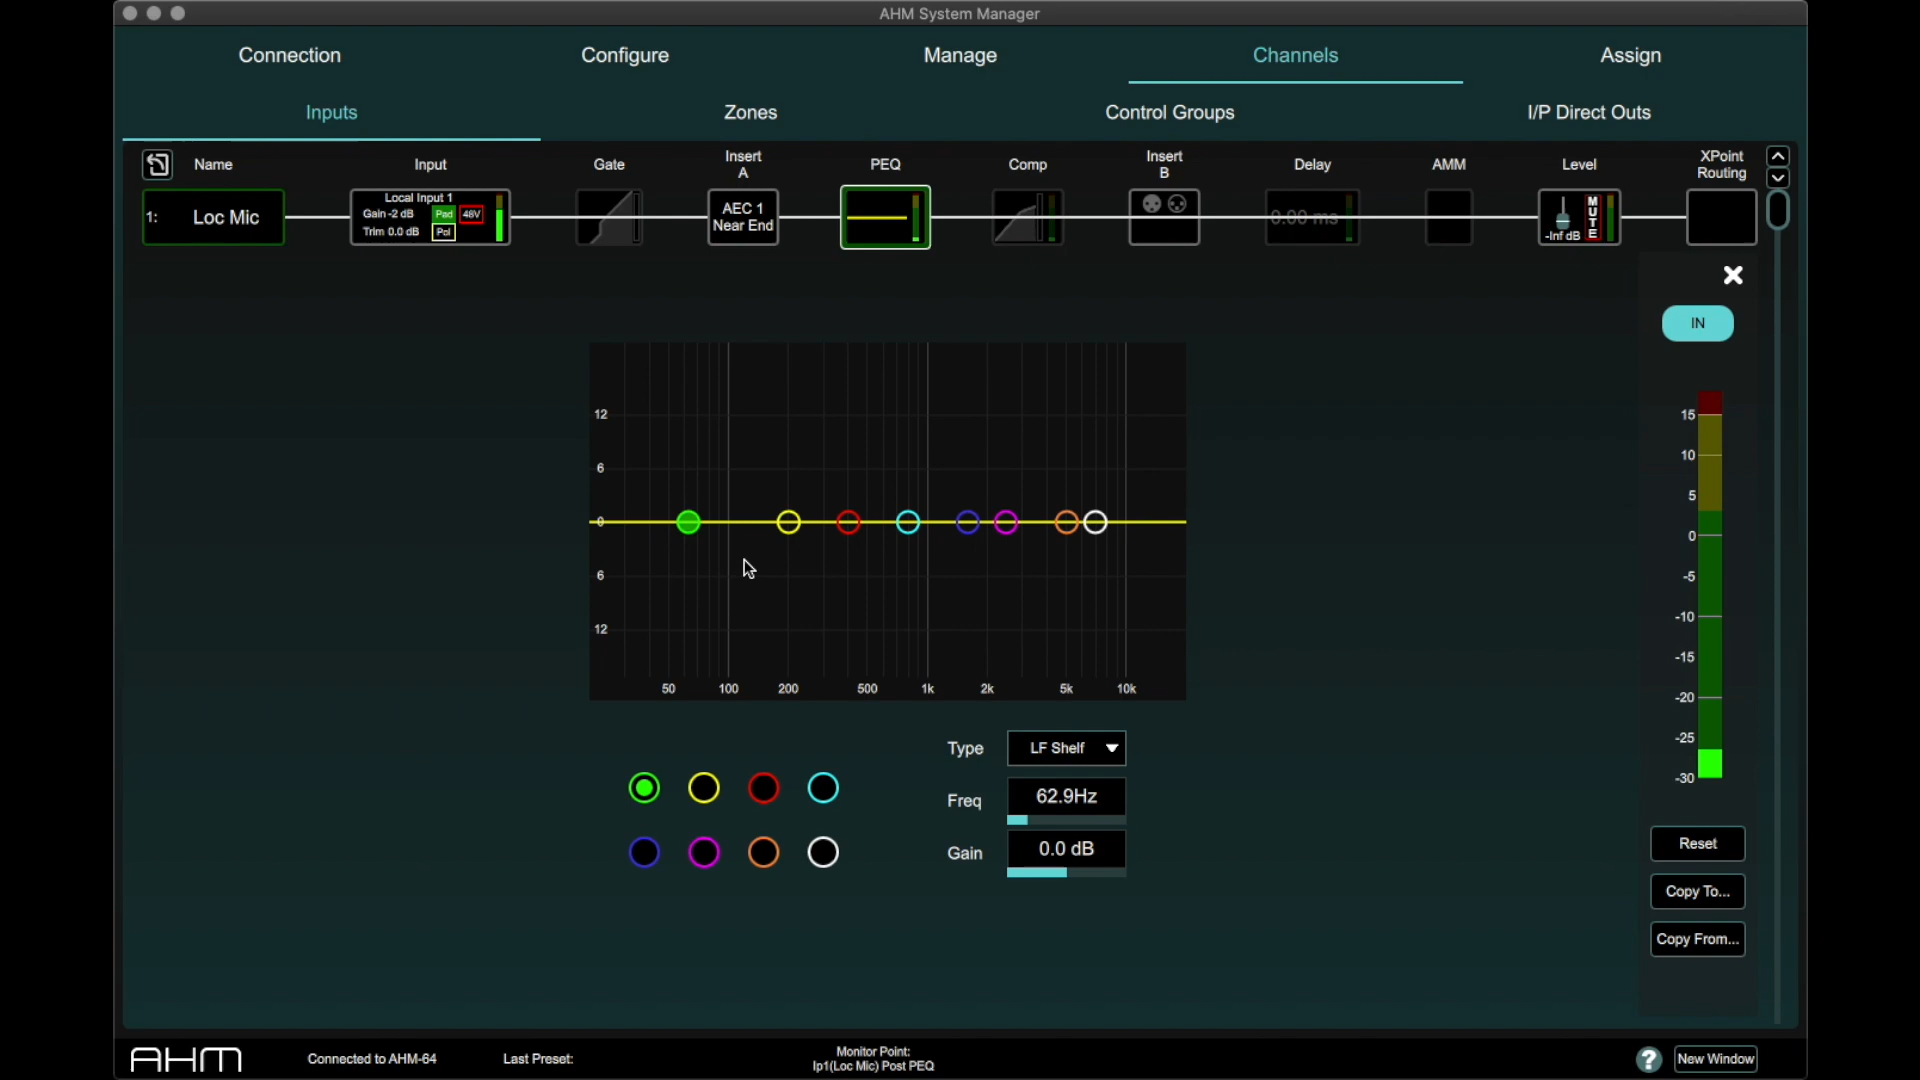 AHM System Manager
Connection Configure Manage Channels Assign
Inputs Zones Control Groups I/P Direct Outs
Name Input Gate Insert A PEQ Comp Insert B Delay AMM Level XPoint Routing
1: Loc Mic
Local Input 1
Gain -2 dB Pad 48V
Trim 0.0 dB Pol
AEC 1
Near End
0.00 ms
-Inf dB
MUTE
IN
12
6
0
6
12
50 100 200 500 1k 2k 5k 10k
15
10
5
0
-5
-10
-15
-20
-25
-30
Type LF Shelf
Freq 62.9Hz
Gain 0.0 dB
Reset
Copy To...
Copy From...
AHM
Connected to AHM-64
Last Preset:
Monitor Point:
Ip1(Loc Mic) Post PEQ
?
New Window